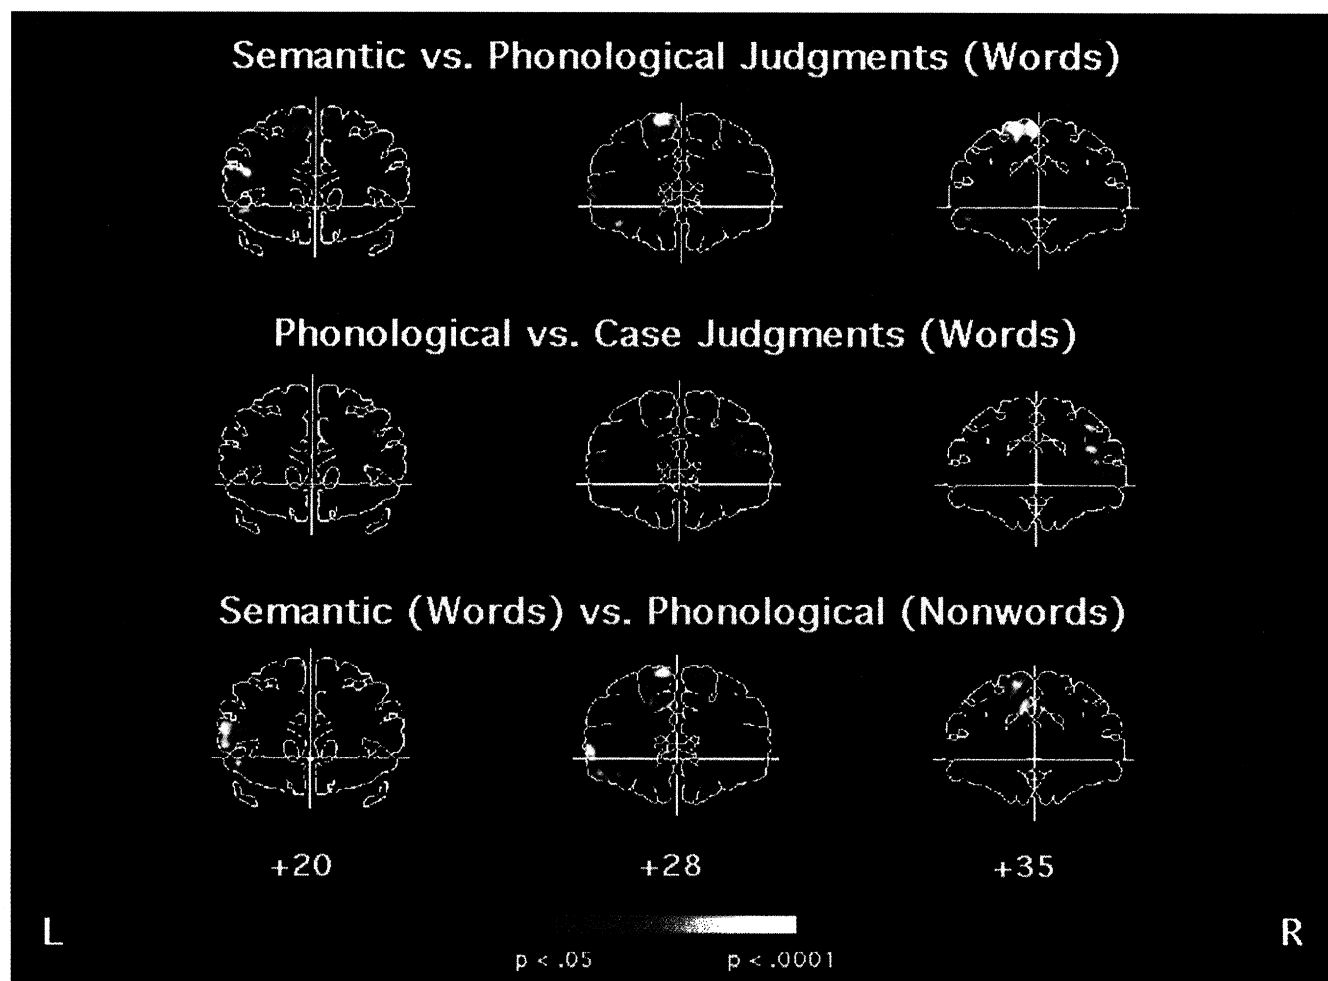 Semantic vs. Phonological Judgments (Words)
Phonological vs. Case Judgments (Words)
Semantic (Words) vs. Phonological (Nonwords)
+20 +28 +35
L R
p < .05 p < .0001